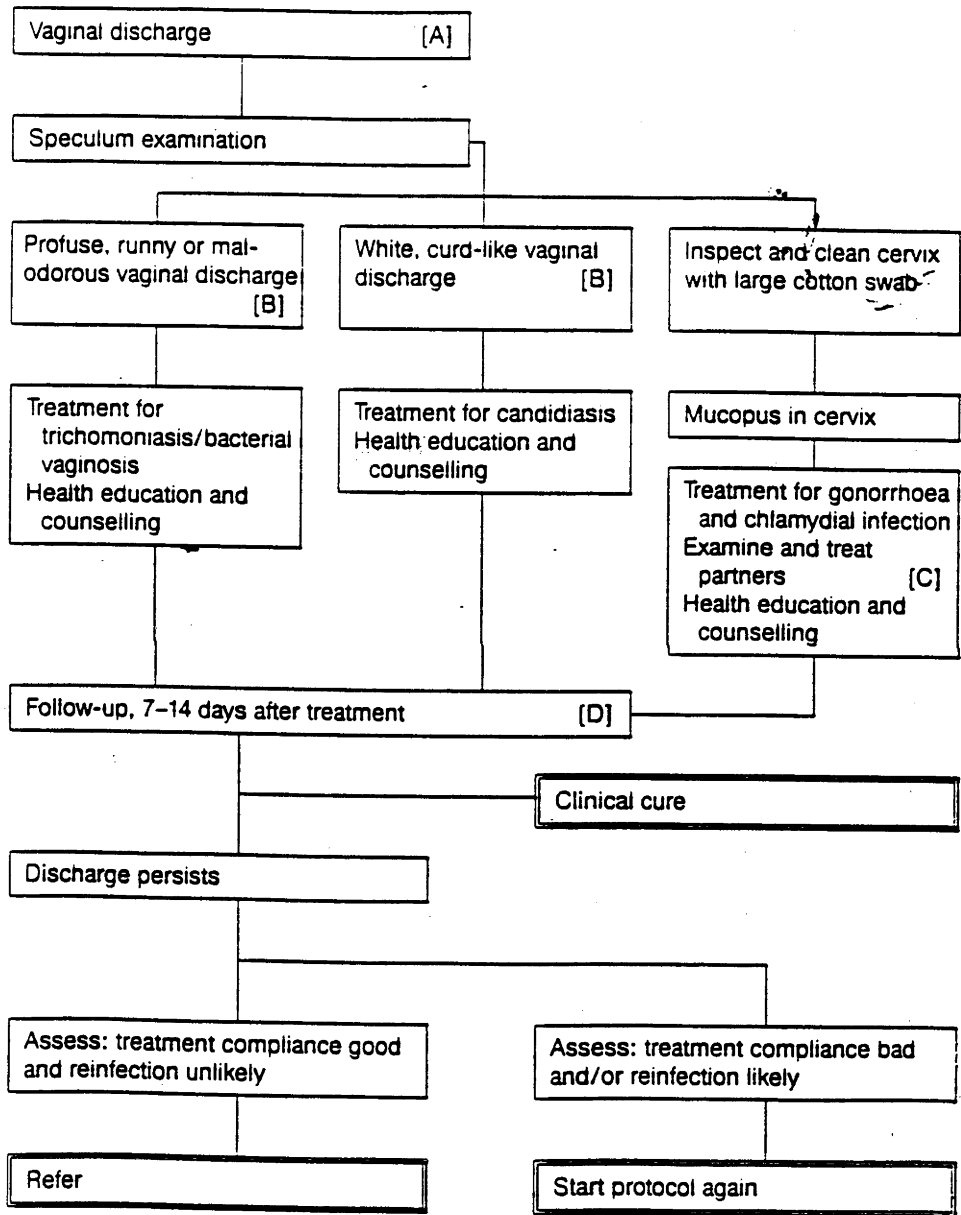 Vaginal discharge [A]
Speculum examination
Profuse, runny or mal-
odorous vaginal discharge
[B]
White, curd-like vaginal
discharge [B]
Inspect and clean cervix
with large cotton swab
Treatment for
trichomoniasis/bacterial
vaginosis
Health education and
counselling
Treatment for candidiasis
Health education and
counselling
Mucopus in cervix
Treatment for gonorrhoea
and chlamydial infection
Examine and treat
partners [C]
Health education and
counselling
Follow-up, 7–14 days after treatment [D]
Clinical cure
Discharge persists
Assess: treatment compliance good
and reinfection unlikely
Assess: treatment compliance bad
and/or reinfection likely
Refer
Start protocol again